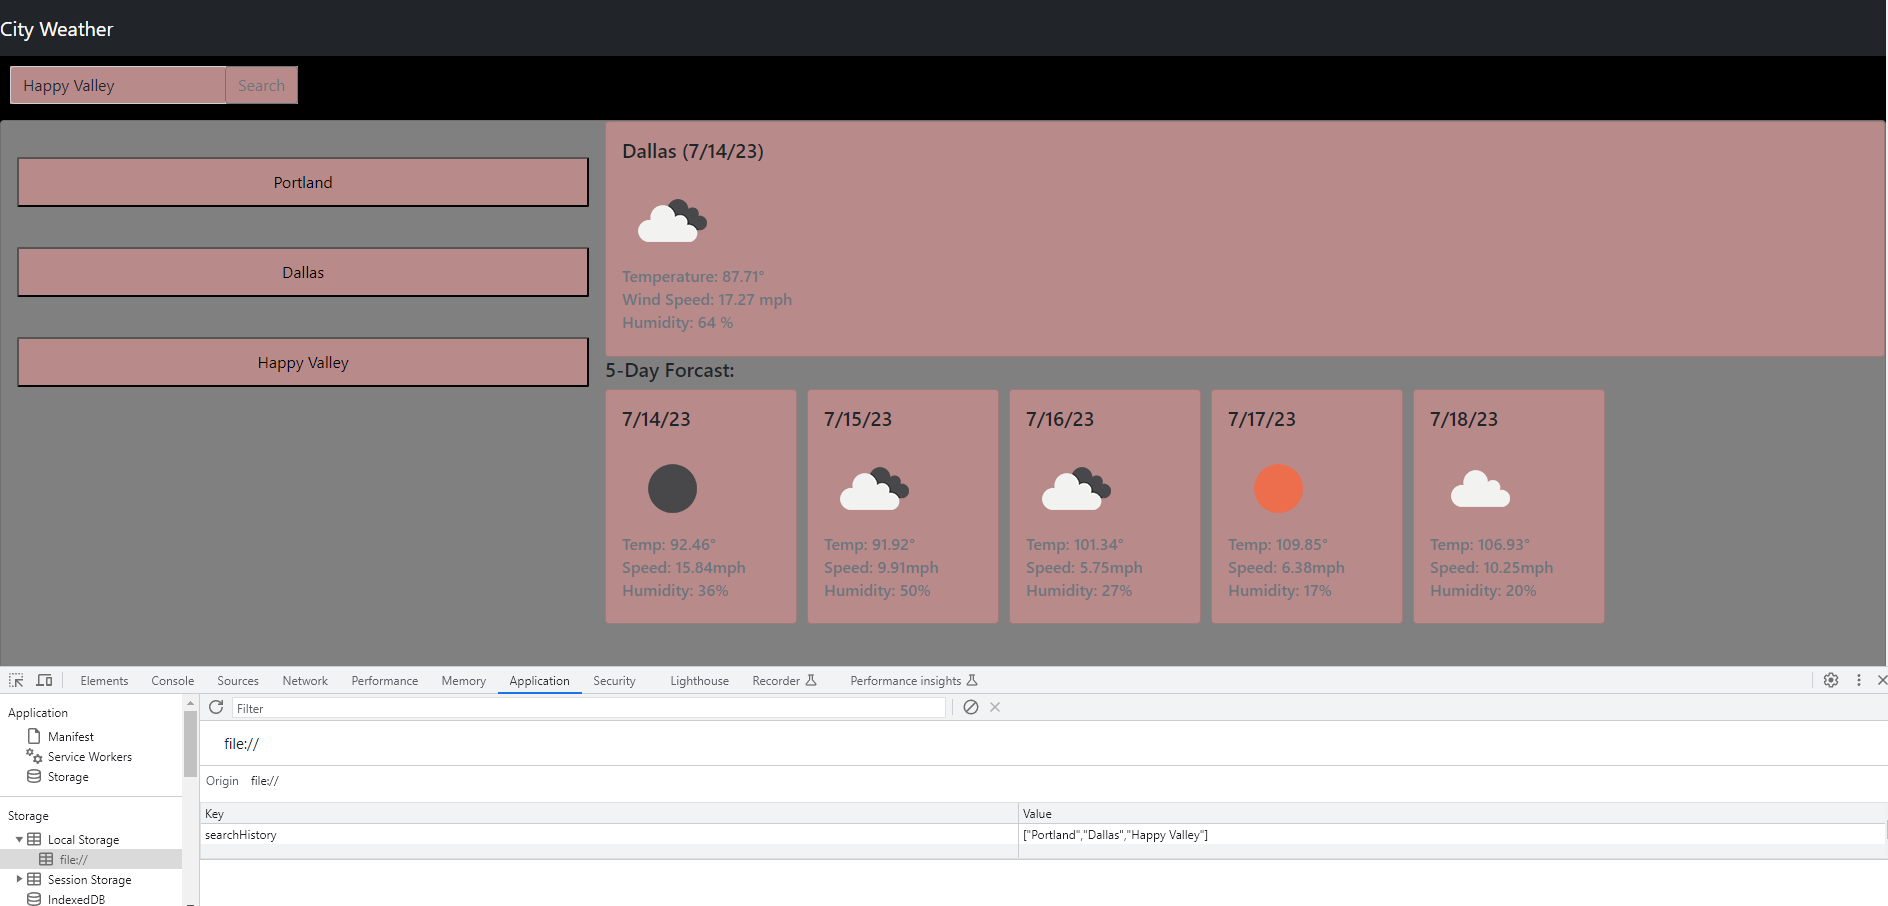 City Weather
Happy Valley Search
Portland
Dallas
Happy Valley
Dallas (7/14/23)
Temperature: 87.71°
Wind Speed: 17.27 mph
Humidity: 64 %
5-Day Forcast:
7/14/23
Temp: 92.46°
Speed: 15.84mph
Humidity: 36%
7/15/23
Temp: 91.92°
Speed: 9.91mph
Humidity: 50%
7/16/23
Temp: 101.34°
Speed: 5.75mph
Humidity: 27%
7/17/23
Temp: 109.85°
Speed: 6.38mph
Humidity: 17%
7/18/23
Temp: 106.93°
Speed: 10.25mph
Humidity: 20%
Elements Console Sources Network Performance Memory Application Security Lighthouse Recorder Performance insights
Application
Manifest
Service Workers
Storage
Storage
Local Storage
file://
Session Storage
IndexedDB
Filter
file://
Origin file://
Key Value
searchHistory ["Portland","Dallas","Happy Valley"]